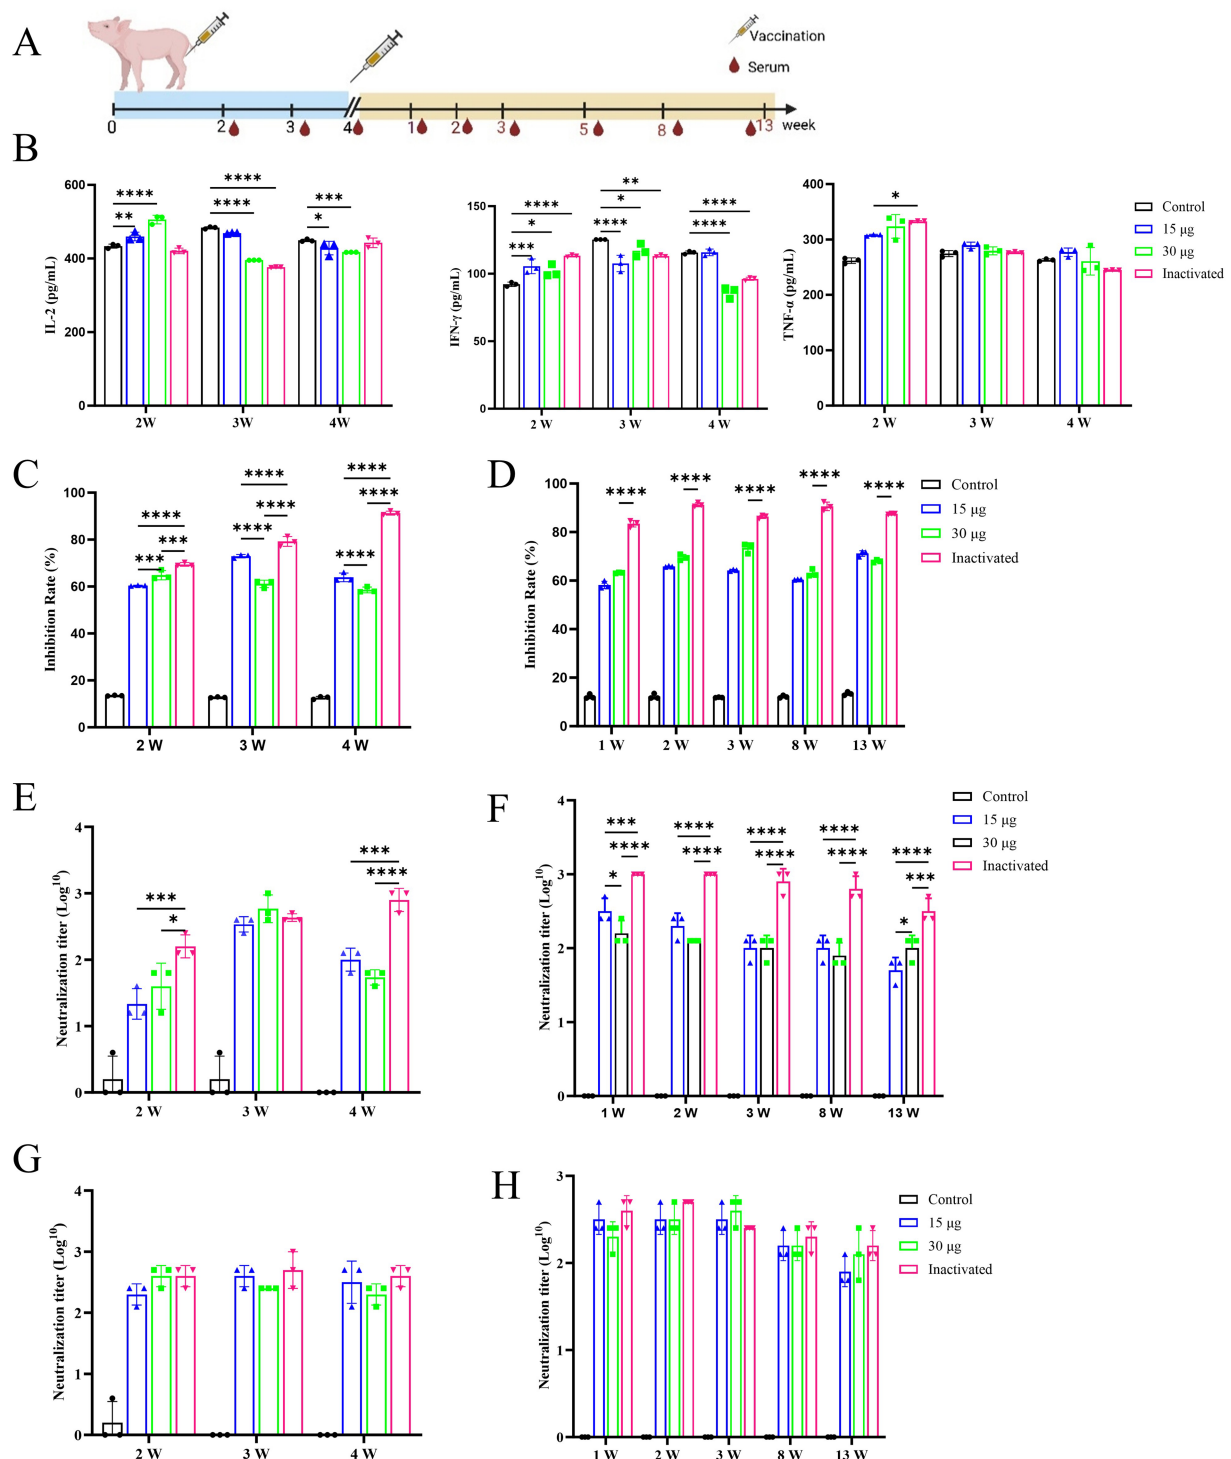 A
Vaccination
Serum
0 2 3 4 1 2 3 5 8 13 week
B
**** ** **** **** *** *
IL-2 (pg/mL)
600
400
200
0
2W 3W 4W
**** * *** ** * **** **** ****
IFN-γ (pg/mL)
150
100
50
0
2 W 3 W 4 W
*
TNF-α (pg/mL)
400
300
200
100
0
2 W 3 W 4 W
Control
15 μg
30 μg
Inactivated
C
**** *** *** **** **** **** **** **** ****
Inhibition Rate (%)
100
80
60
40
20
0
2 W 3 W 4 W
D
**** **** **** **** ****
Inhibition Rate (%)
100
80
60
40
20
0
1 W 2 W 3 W 8 W 13 W
Control
15 μg
30 μg
Inactivated
E
*** * *** ****
Neutralization titer (Log10)
4
3
2
1
0
2 W 3 W 4 W
F
*** **** * **** **** **** **** **** **** **** *** *
Neutralization titer (Log10)
4
3
2
1
0
1 W 2 W 3 W 8 W 13 W
Control
15 μg
30 μg
Inactivated
G
Neutralization titer (Log10)
4
3
2
1
0
2 W 3 W 4 W
H
Neutralization titer (Log10)
3
2
1
0
1 W 2 W 3 W 8 W 13 W
Control
15 μg
30 μg
Inactivated